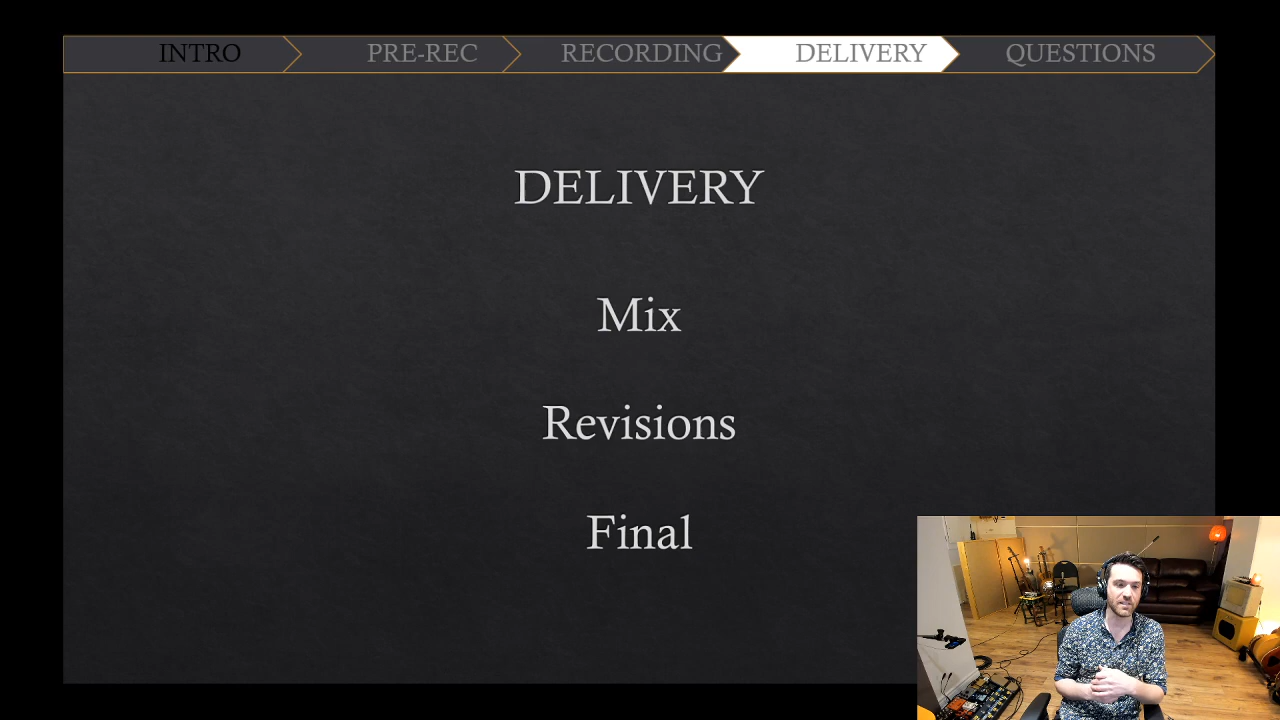 INTRO PRE-REC RECORDING DELIVERY QUESTIONS
DELIVERY
Mix
Revisions
Final